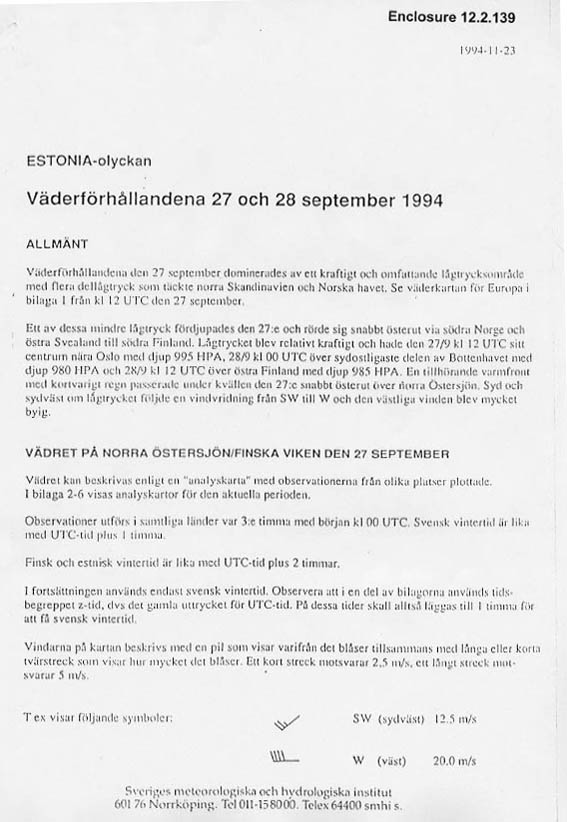 Enclosure 12.2.139
1994-11-23
ESTONIA-olyckan
Väderförhållandena 27 och 28 september 1994
ALLMÄNT
Väderförhållandena den 27 september dominerades av ett kraftigt och omfattande lågtrycksområde
med flera dellågtryck som täckte norra Skandinavien och Norska havet. Se väderkartan för Europa i
bilaga 1 från kl 12 UTC den 27 september.
Ett av dessa mindre lågtryck fördjupades den 27:e och rörde sig snabbt österut via södra Norge och
östra Svealand till södra Finland. Lågtrycket blev relativt kraftigt och hade den 27/9 kl 12 UTC sitt
centrum nära Oslo med djup 995 HPA, 28/9 kl 00 UTC över sydostligaste delen av Bottenhavet med
djup 980 HPA och 28/9 kl 12 UTC över östra Finland med djup 985 HPA. En tillhörande varmfront
med kortvarigt regn passerade under kvällen den 27:e snabbt österut över norra Östersjön. Syd och
sydväst om lågtrycket följde en vindvridning från SW till W och den västliga vinden blev mycket
byig.
VÄDRET PÅ NORRA ÖSTERSJÖN/FINSKA VIKEN DEN 27 SEPTEMBER
Vädret kan beskrivas enligt en "analyskarta" med observationerna från olika platser plottade.
I bilaga 2-6 visas analyskartor för den aktuella perioden.
Observationer utförs i samtliga länder var 3:e timma med början kl 00 UTC. Svensk vintertid är lika
med UTC-tid plus 1 timma.
Finsk och estnisk vintertid är lika med UTC-tid plus 2 timmar.
I fortsättningen används endast svensk vintertid. Observera att i en del av bilagorna används tids-
begreppet z-tid, dvs det gamla uttrycket för UTC-tid. På dessa tider skall alltså läggas till 1 timma för
att få svensk vintertid.
Vindarna på kartan beskrivs med en pil som visar varifrån det blåser tillsammans med långa eller korta
tvärstreck som visar hur mycket det blåser. Ett kort streck motsvarar 2,5 m/s, ett långt streck mot-
svarar 5 m/s.
T ex visar följande symboler: SW (sydväst) 12.5 m/s
W (väst) 20.0 m/s
Sveriges meteorologiska och hydrologiska institut
601 76 Norrköping. Tel 011-158000. Telex 64400 smhi s.